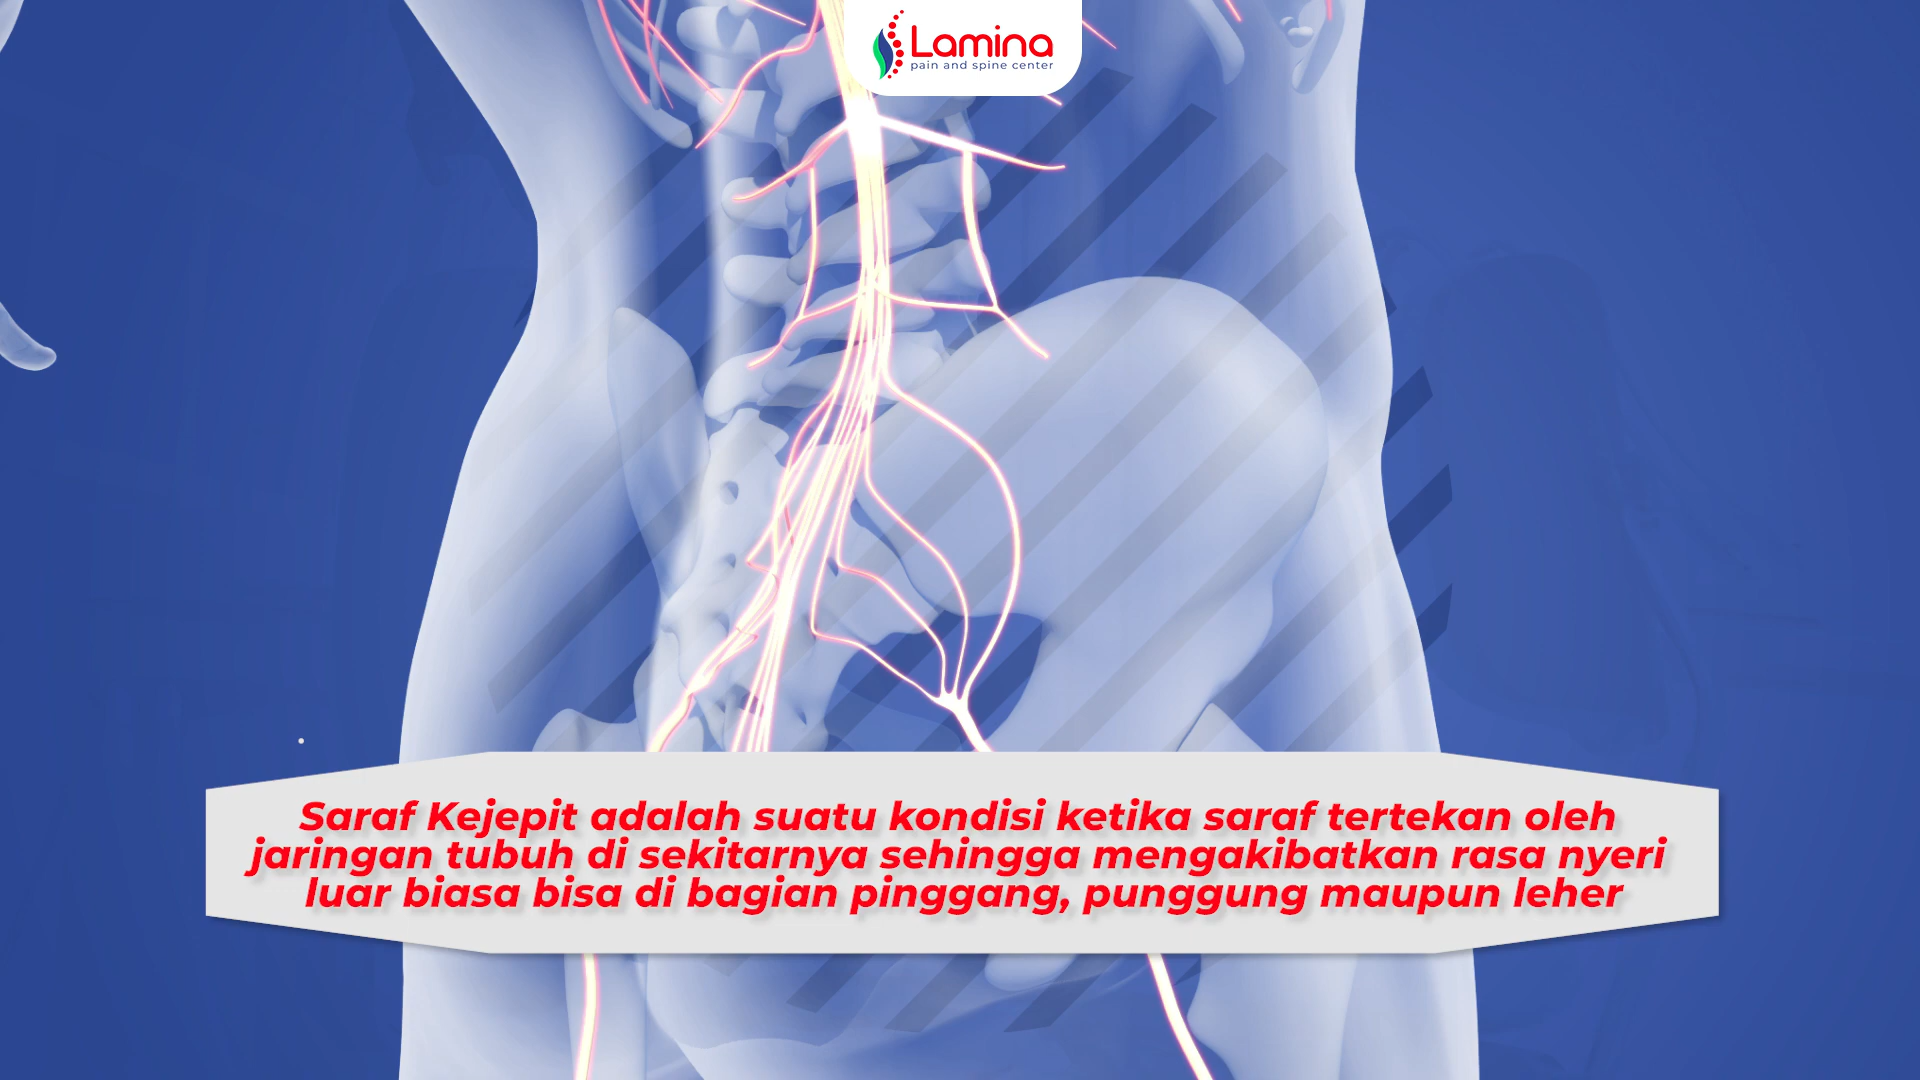 Lamina
pain and spine center
Saraf Kejepit adalah suatu kondisi ketika saraf tertekan oleh
jaringan tubuh di sekitarnya sehingga mengakibatkan rasa nyeri
luar biasa bisa di bagian pinggang, punggung maupun leher